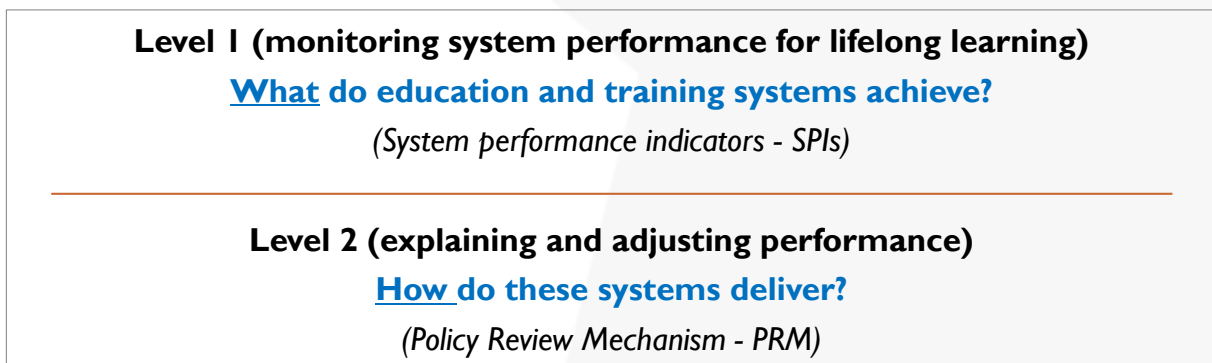 Level 1 (monitoring system performance for lifelong learning)
What do education and training systems achieve?
(System performance indicators - SPIs)
Level 2 (explaining and adjusting performance)
How do these systems deliver?
(Policy Review Mechanism - PRM)